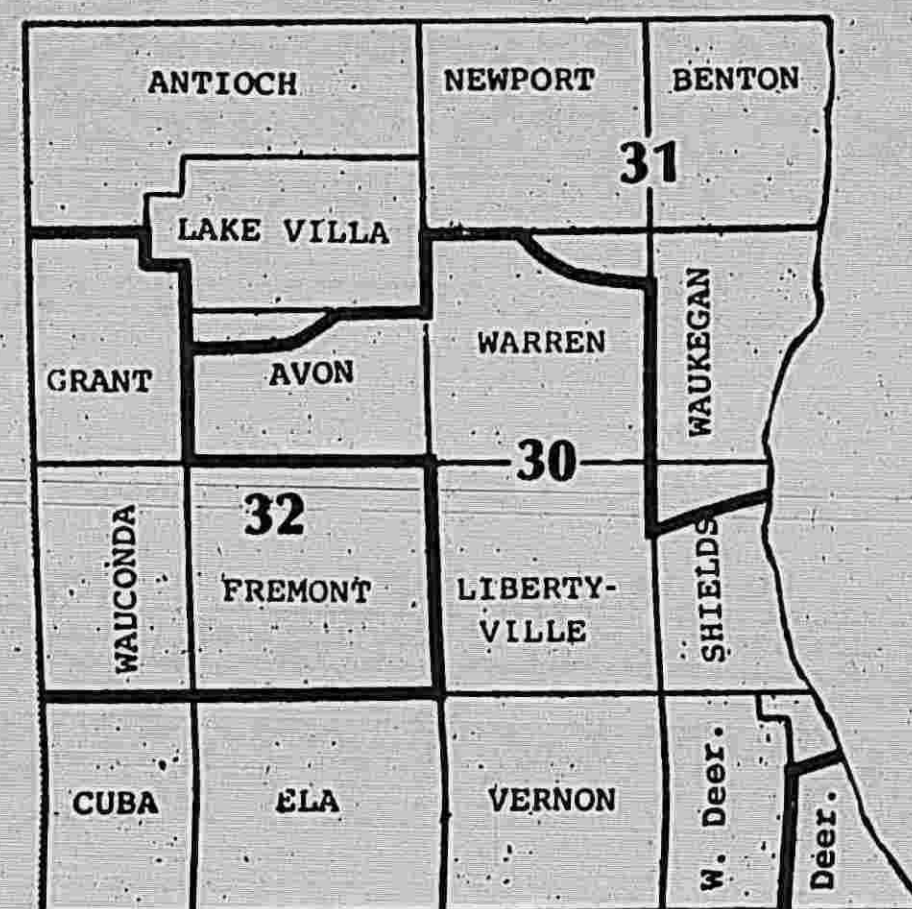 ANTIOCH
NEWPORT
BENTON
31
LAKE VILLA
WAUKEGAN
WARREN
GRANT
AVON
30
32
WAUCONDA
FREMONT
LIBERTY-
VILLE
SHIELDS
CUBA
ELA
VERNON
W. Deer.
Deer.